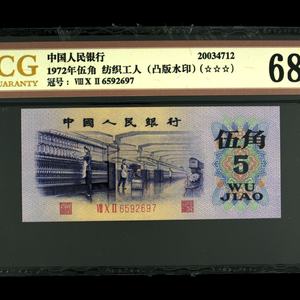 CG
GUARANTY
中国人民银行
20034712
1972年伍角 纺织工人（凸版水印）(☆☆☆)
冠号：Ⅷ X Ⅱ 6592697
68
中国人民银行
伍角
5
WU
JIAO
Ⅷ X Ⅱ 6592697